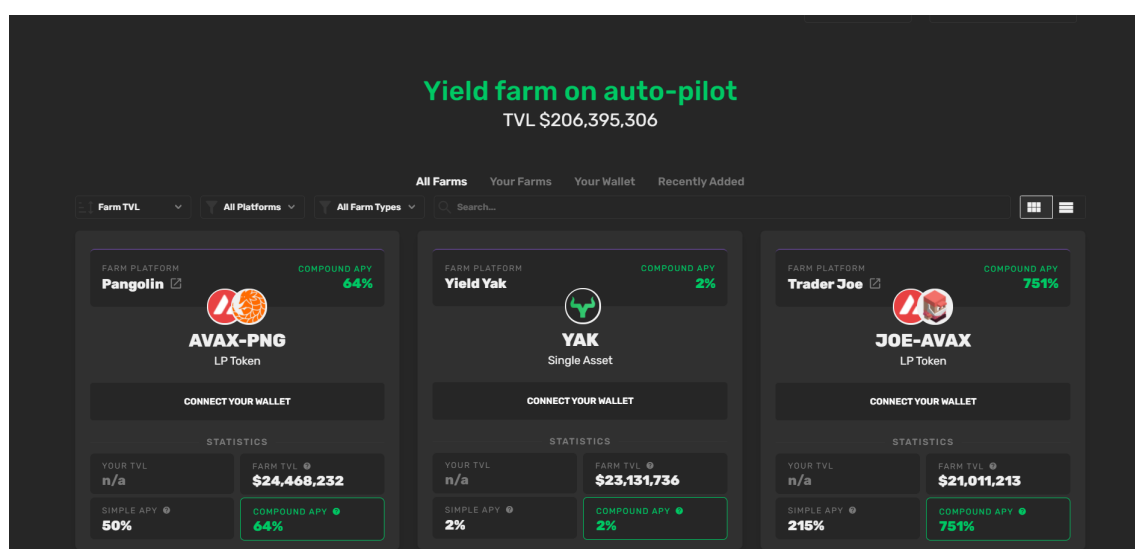 Yield farm on auto-pilot
TVL $206,395,306
All Farms Your Farms Your Wallet Recently Added
Farm TVL All Platforms All Farm Types Search...
FARM PLATFORM COMPOUND APY
Pangolin 64%
AVAX-PNG
LP Token
CONNECT YOUR WALLET
STATISTICS
YOUR TVL FARM TVL
n/a $24,468,232
SIMPLE APY COMPOUND APY
50% 64%
FARM PLATFORM COMPOUND APY
Yield Yak 2%
YAK
Single Asset
CONNECT YOUR WALLET
STATISTICS
YOUR TVL FARM TVL
n/a $23,131,736
SIMPLE APY COMPOUND APY
2% 2%
FARM PLATFORM COMPOUND APY
Trader Joe 751%
JOE-AVAX
LP Token
CONNECT YOUR WALLET
STATISTICS
YOUR TVL FARM TVL
n/a $21,011,213
SIMPLE APY COMPOUND APY
215% 751%